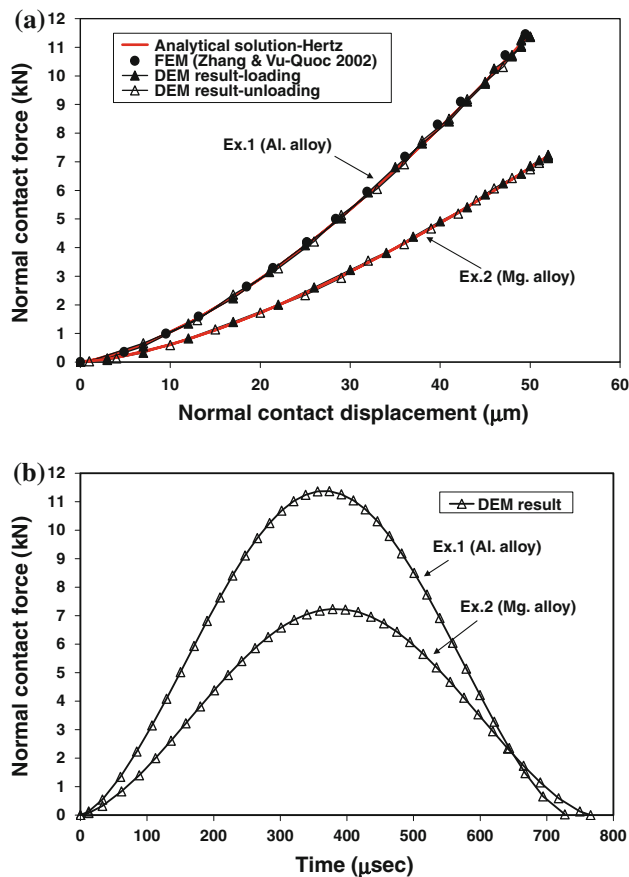 (a)
12
11
10
9
8
7
6
5
4
3
2
1
0
Normal contact force (kN)
Analytical solution-Hertz
FEM (Zhang & Vu-Quoc 2002)
DEM result-loading
DEM result-unloading
Ex.1 (Al. alloy)
Ex.2 (Mg. alloy)
0 10 20 30 40 50 60
Normal contact displacement (μm)
(b)
12
11
10
9
8
7
6
5
4
3
2
1
0
Normal contact force (kN)
DEM result
Ex.1 (Al. alloy)
Ex.2 (Mg. alloy)
0 100 200 300 400 500 600 700 800
Time (μsec)